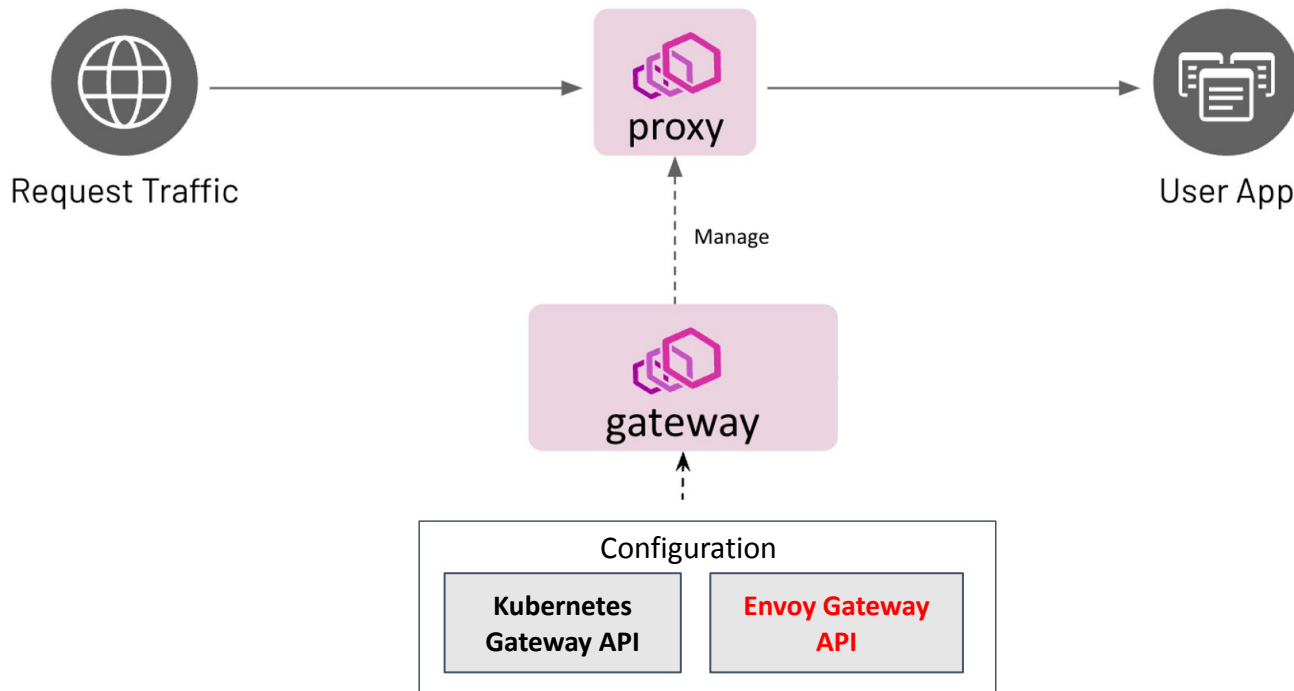 proxy
Request Traffic
User App
Manage
gateway
Configuration
Kubernetes
Gateway API
Envoy Gateway
API